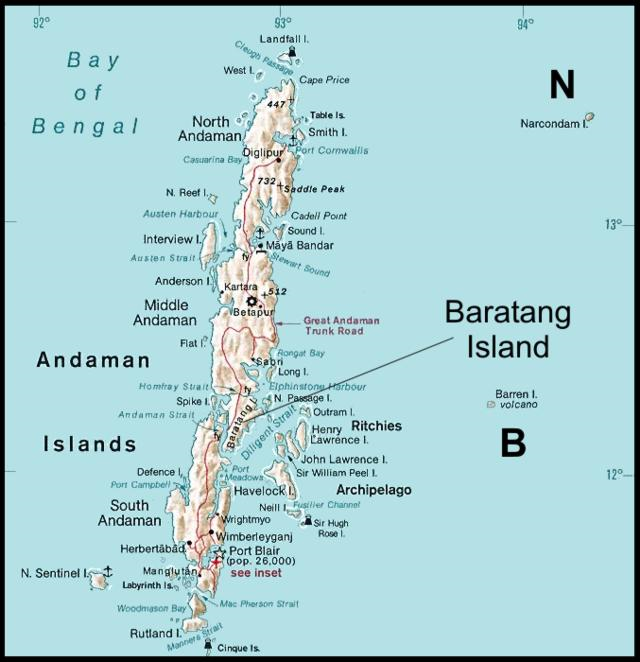 92°
93°
94°
Landfall I.
Cleugh Passage
West I.
Cape Price
Bay
of
Bengal
447
N
Table Is.
North
Andaman
Smith I.
Narcondam I.
Diglipur
Port Cornwallis
Casuarina Bay
732
Saddle Peak
N. Reef I.
Austen Harbour
Cadell Point
13°
Sound I.
Interview I.
Māyā Bandar
Austen Strait
fy
Stewart Sound
Anderson I.
Kartara
512
Middle
Andaman
Betapur
Great Andaman
Trunk Road
Baratang
Island
Flat I.
Rongat Bay
Sabri
Andaman
Long I.
Homfray Strait
fy
Elphinstone Harbour
Spike I.
N. Passage I.
Barren I.
volcano
Andaman Strait
Baratang I.
Outram I.
Diligent Strait
Henry
Lawrence I.
Ritchies
fy
Islands
B
John Lawrence I.
Defence I.
Port
Meadows
Sir William Peel I.
12°
Port Campbell
Havelock I.
Archipelago
South
Andaman
Neill I.
Fusilier Channel
Wrightmyo
Sir Hugh
Rose I.
Wimberleyganj
Herbertābād
Port Blair
(pop. 26,000)
see inset
N. Sentinel I.
Manglutān
Labyrinth Is.
Woodmason Bay
Mac Pherson Strait
Rutland I.
Manners Strait
Cinque Is.